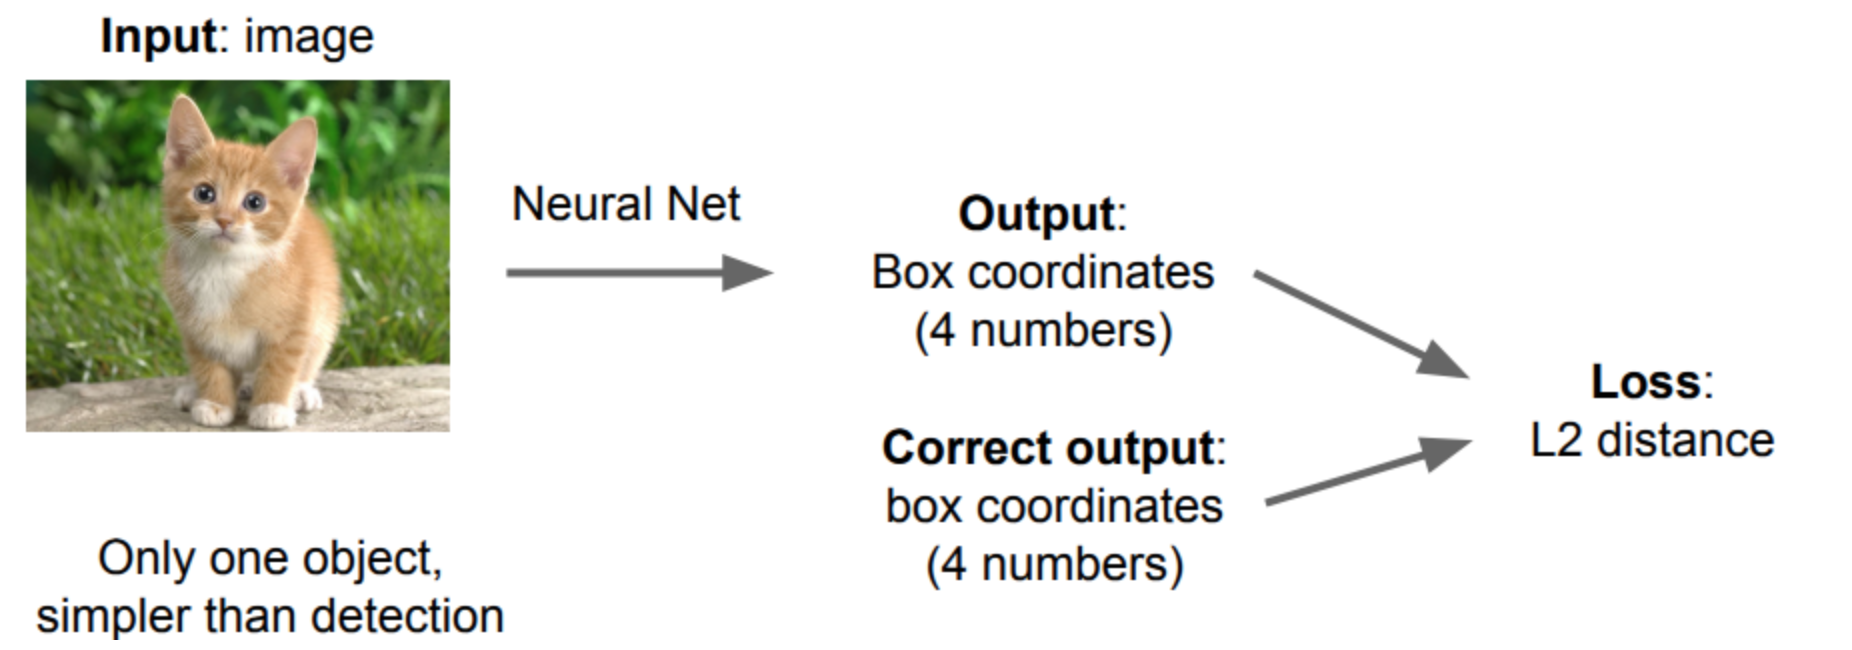 Input: image
Neural Net
Output:
Box coordinates
(4 numbers)
Correct output:
box coordinates
(4 numbers)
Loss:
L2 distance
Only one object,
simpler than detection